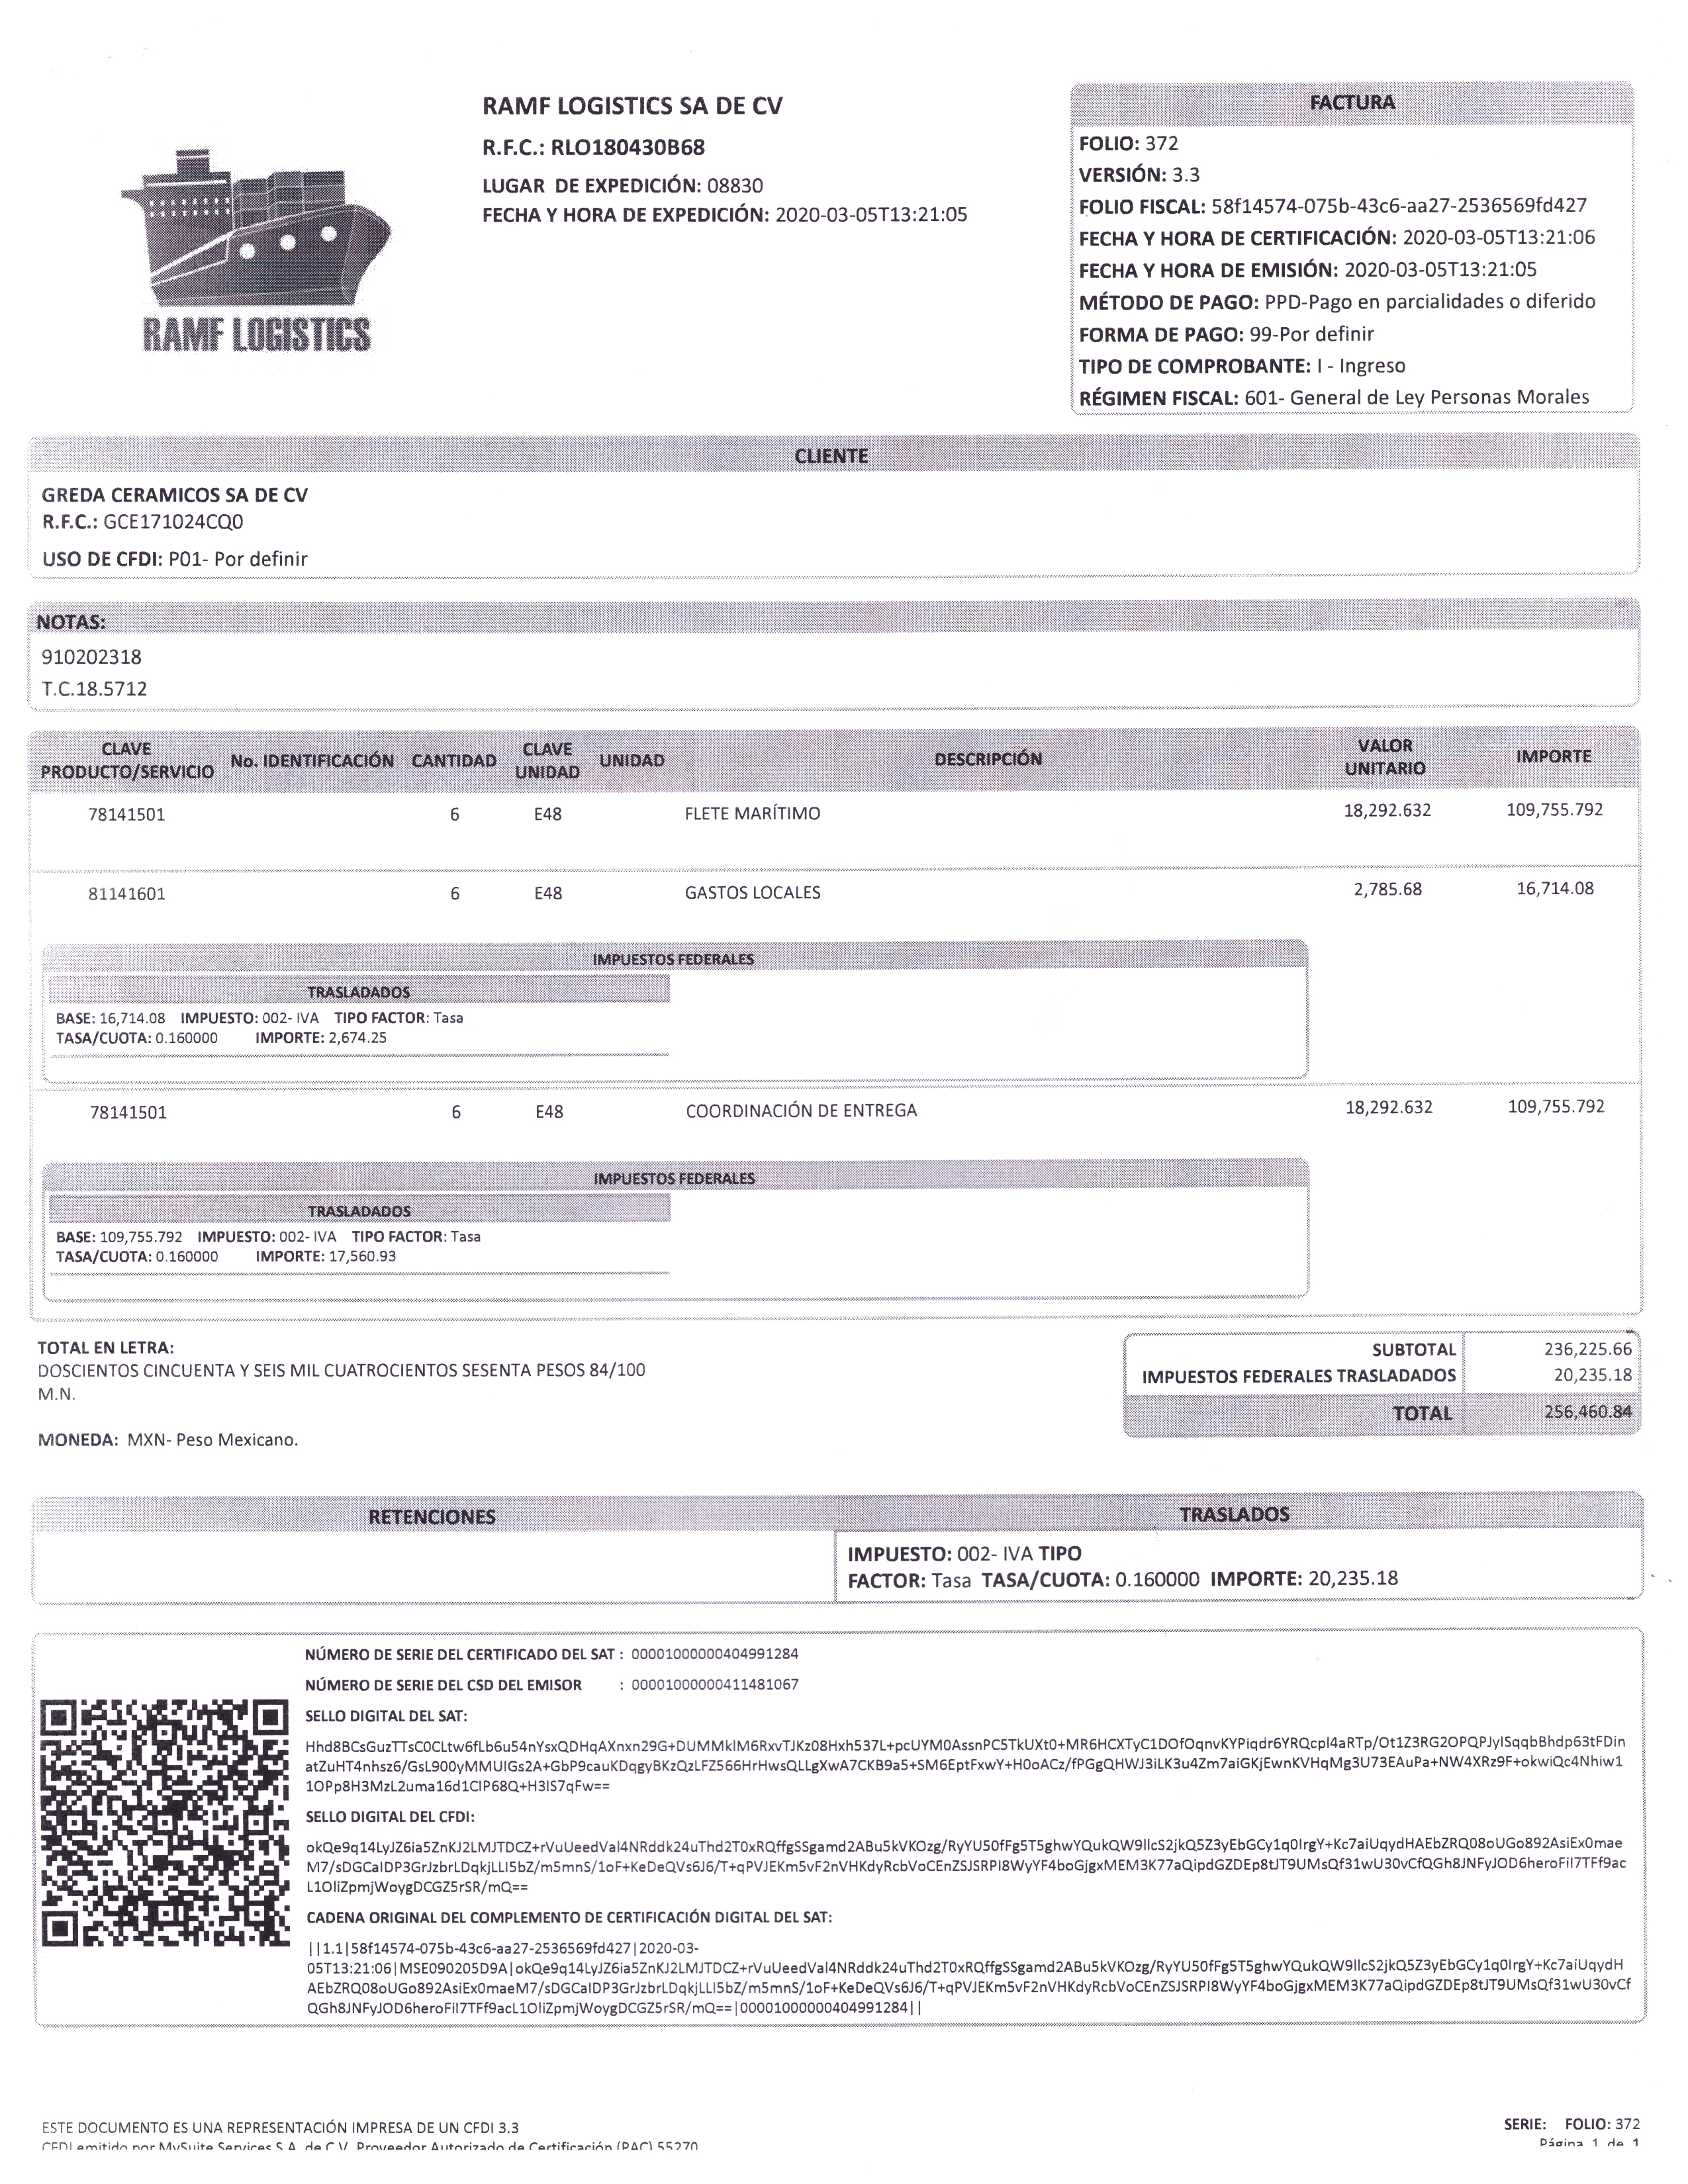 RAMF LOGISTICS
RAMF LOGISTICS SA DE CV
R.F.C.: RLO180430B68
LUGAR DE EXPEDICIÓN: 08830
FECHA Y HORA DE EXPEDICIÓN: 2020-03-05T13:21:05
FACTURA
FOLIO: 372
VERSIÓN: 3.3
FOLIO FISCAL: 58f14574-075b-43c6-aa27-2536569fd427
FECHA Y HORA DE CERTIFICACIÓN: 2020-03-05T13:21:06
FECHA Y HORA DE EMISIÓN: 2020-03-05T13:21:05
MÉTODO DE PAGO: PPD-Pago en parcialidades o diferido
FORMA DE PAGO: 99-Por definir
TIPO DE COMPROBANTE: I - Ingreso
RÉGIMEN FISCAL: 601- General de Ley Personas Morales
CLIENTE
GREDA CERAMICOS SA DE CV
R.F.C.: GCE171024CQ0
USO DE CFDI: P01- Por definir
NOTAS:
910202318
T.C.18.5712
CLAVE PRODUCTO/SERVICIO No. IDENTIFICACIÓN CANTIDAD CLAVE UNIDAD UNIDAD DESCRIPCIÓN VALOR UNITARIO IMPORTE
78141501 6 E48 FLETE MARÍTIMO 18,292.632 109,755.792
81141601 6 E48 GASTOS LOCALES 2,785.68 16,714.08
IMPUESTOS FEDERALES
TRASLADADOS
BASE: 16,714.08 IMPUESTO: 002- IVA TIPO FACTOR: Tasa
TASA/CUOTA: 0.160000 IMPORTE: 2,674.25
78141501 6 E48 COORDINACIÓN DE ENTREGA 18,292.632 109,755.792
IMPUESTOS FEDERALES
TRASLADADOS
BASE: 109,755.792 IMPUESTO: 002- IVA TIPO FACTOR: Tasa
TASA/CUOTA: 0.160000 IMPORTE: 17,560.93
TOTAL EN LETRA:
DOSCIENTOS CINCUENTA Y SEIS MIL CUATROCIENTOS SESENTA PESOS 84/100
M.N.
MONEDA: MXN- Peso Mexicano.
SUBTOTAL 236,225.66
IMPUESTOS FEDERALES TRASLADADOS 20,235.18
TOTAL 256,460.84
RETENCIONES
TRASLADOS
IMPUESTO: 002- IVA TIPO
FACTOR: Tasa TASA/CUOTA: 0.160000 IMPORTE: 20,235.18
NÚMERO DE SERIE DEL CERTIFICADO DEL SAT : 00001000000404991284
NÚMERO DE SERIE DEL CSD DEL EMISOR : 00001000000411481067
SELLO DIGITAL DEL SAT:
Hhd8BCsGuzTTsC0CLtw6fLb6u54nYsxQDHqAXnxn29G+DUMMklM6RxvTJKz08Hxh537L+pcUYM0AssnPC5TkUXt0+MR6HCXTyC1DOfOqnvKYPiqdr6YRQcpl4aRTp/Ot1Z3RG2OPQPJyISqqbBhdp63tFDin
atZuHT4nhsz6/GsL900yMMUIGs2A+GbP9cauKDqgyBKzQzLFZ566HrHwsQLLgXwA7CKB9a5+SM6EptFxwY+H0oACz/fPGgQHWJ3iLK3u4Zm7aiGKjEwnKVHqMg3U73EAuPa+NW4XRz9F+okwiQc4Nhiw1
1OPp8H3MzL2uma16d1ClP68Q+H3IS7qFw==
SELLO DIGITAL DEL CFDI:
okQe9q14LyJZ6ia5ZnKJ2LMJTDCZ+rVuUeedVal4NRddk24uThd2T0xRQffgSSgamd2ABu5kVKOzg/RyYU50fFg5T5ghwYQukQW9llcS2jkQ5Z3yEbGCy1q0IrgY+Kc7aiUqydHAEbZRQ08oUGo892AsiEx0mae
M7/sDGCaIDP3GrJzbrLDqkjLLI5bZ/m5mnS/1oF+KeDeQVs6J6/T+qPVJEKm5vF2nVHKdyRcbVoCEnZSJSRPI8WyYF4boGjgxMEM3K77aQipdGZDEp8tJT9UMsQf31wU30vCfQGh8JNFyJOD6heroFil7TFf9ac
L1OliZpmjWoygDCGZ5rSR/mQ==
CADENA ORIGINAL DEL COMPLEMENTO DE CERTIFICACIÓN DIGITAL DEL SAT:
||1.1|58f14574-075b-43c6-aa27-2536569fd427|2020-03-
05T13:21:06|MSE090205D9A|okQe9q14LyJZ6ia5ZnKJ2LMJTDCZ+rVuUeedVal4NRddk24uThd2T0xRQffgSSgamd2ABu5kVKOzg/RyYU50fFg5T5ghwYQukQW9llcS2jkQ5Z3yEbGCy1q0IrgY+Kc7aiUqydH
AEbZRQ08oUGo892AsiEx0maeM7/sDGCaIDP3GrJzbrLDqkjLLI5bZ/m5mnS/1oF+KeDeQVs6J6/T+qPVJEKm5vF2nVHKdyRcbVoCEnZSJSRPI8WyYF4boGjgxMEM3K77aQipdGZDEp8tJT9UMsQf31wU30vCf
QGh8JNFyJOD6heroFil7TFf9acL1OliZpmjWoygDCGZ5rSR/mQ==|00001000000404991284||
ESTE DOCUMENTO ES UNA REPRESENTACIÓN IMPRESA DE UN CFDI 3.3
CFDI emitido por MySuite Services S.A. de C.V. Proveedor Autorizado de Certificación (PAC) 55270
SERIE: FOLIO: 372
Página 1 de 1